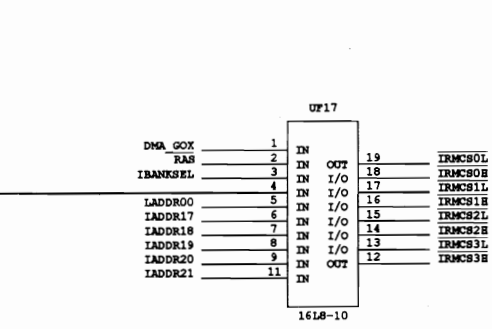 UF17
DMA_GOX 1 IN
RAS 2 IN OUT 19 IRMCS0L
IBANKSEL 3 IN I/O 18 IRMCS0H
4 IN I/O 17 IRMCS1L
LADDR00 5 IN I/O 16 IRMCS1H
IADDR17 6 IN I/O 15 IRMCS2L
IADDR18 7 IN I/O 14 IRMCS2H
IADDR19 8 IN I/O 13 IRMCS3L
IADDR20 9 IN OUT 12 IRMCS3H
IADDR21 11 IN
16L8-10